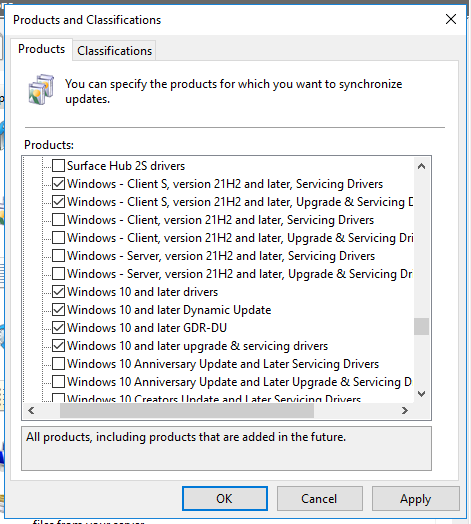 Products and Classifications
Products
Classifications
You can specify the products for which you want to synchronize
updates.
Products:
Surface Hub 2S drivers
Windows - Client S, version 21H2 and later, Servicing Drivers
Windows - Client S, version 21H2 and later, Upgrade & Servicing D
Windows - Client, version 21H2 and later, Servicing Drivers
Windows - Client, version 21H2 and later, Upgrade & Servicing Dri
Windows - Server, version 21H2 and later, Servicing Drivers
Windows - Server, version 21H2 and later, Upgrade & Servicing Dri
Windows 10 and later drivers
Windows 10 and later Dynamic Update
Windows 10 and later GDR-DU
Windows 10 and later upgrade & servicing drivers
Windows 10 Anniversary Update and Later Servicing Drivers
Windows 10 Anniversary Update and Later Upgrade & Servicing D
Windows 10 Creators Update and Later Servicing Drivers
All products, including products that are added in the future.
OK
Cancel
Apply
files from your server